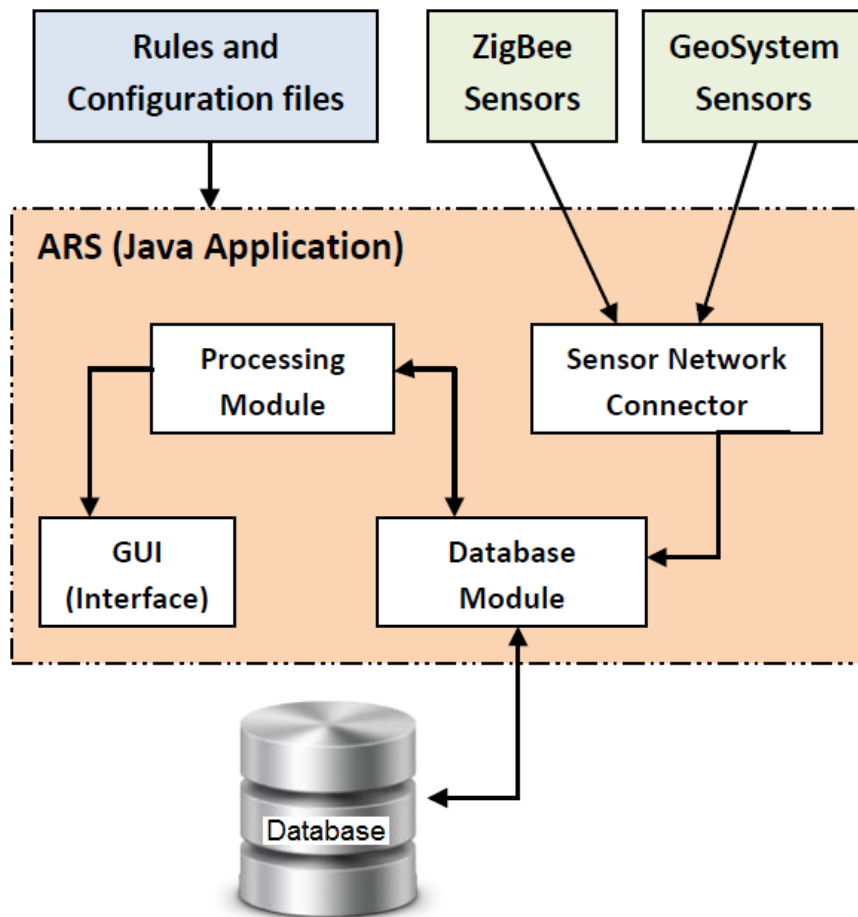 Rules and
Configuration files
ZigBee
Sensors
GeoSystem
Sensors
ARS (Java Application)
Processing
Module
Sensor Network
Connector
GUI
(Interface)
Database
Module
Database